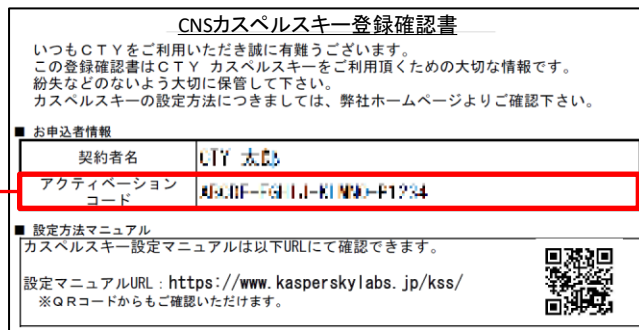 CNSカスペルスキー登録確認書
いつもＣＴＹをご利用いただき誠に有難うございます。
この登録確認書はＣＴＹ カスペルスキーをご利用頂くための大切な情報です。
紛失などのないよう大切に保管して下さい。
カスペルスキーの設定方法につきましては、弊社ホームページよりご確認下さい。
■ お申込者情報
契約者名
CTY 太郎
アクティベーション
コード
■ 設定方法マニュアル
カスペルスキー設定マニュアルは以下URLにて確認できます。
設定マニュアルURL：https://www.kasperskylabs.jp/kss/
※ＱＲコードからもご確認いただけます。